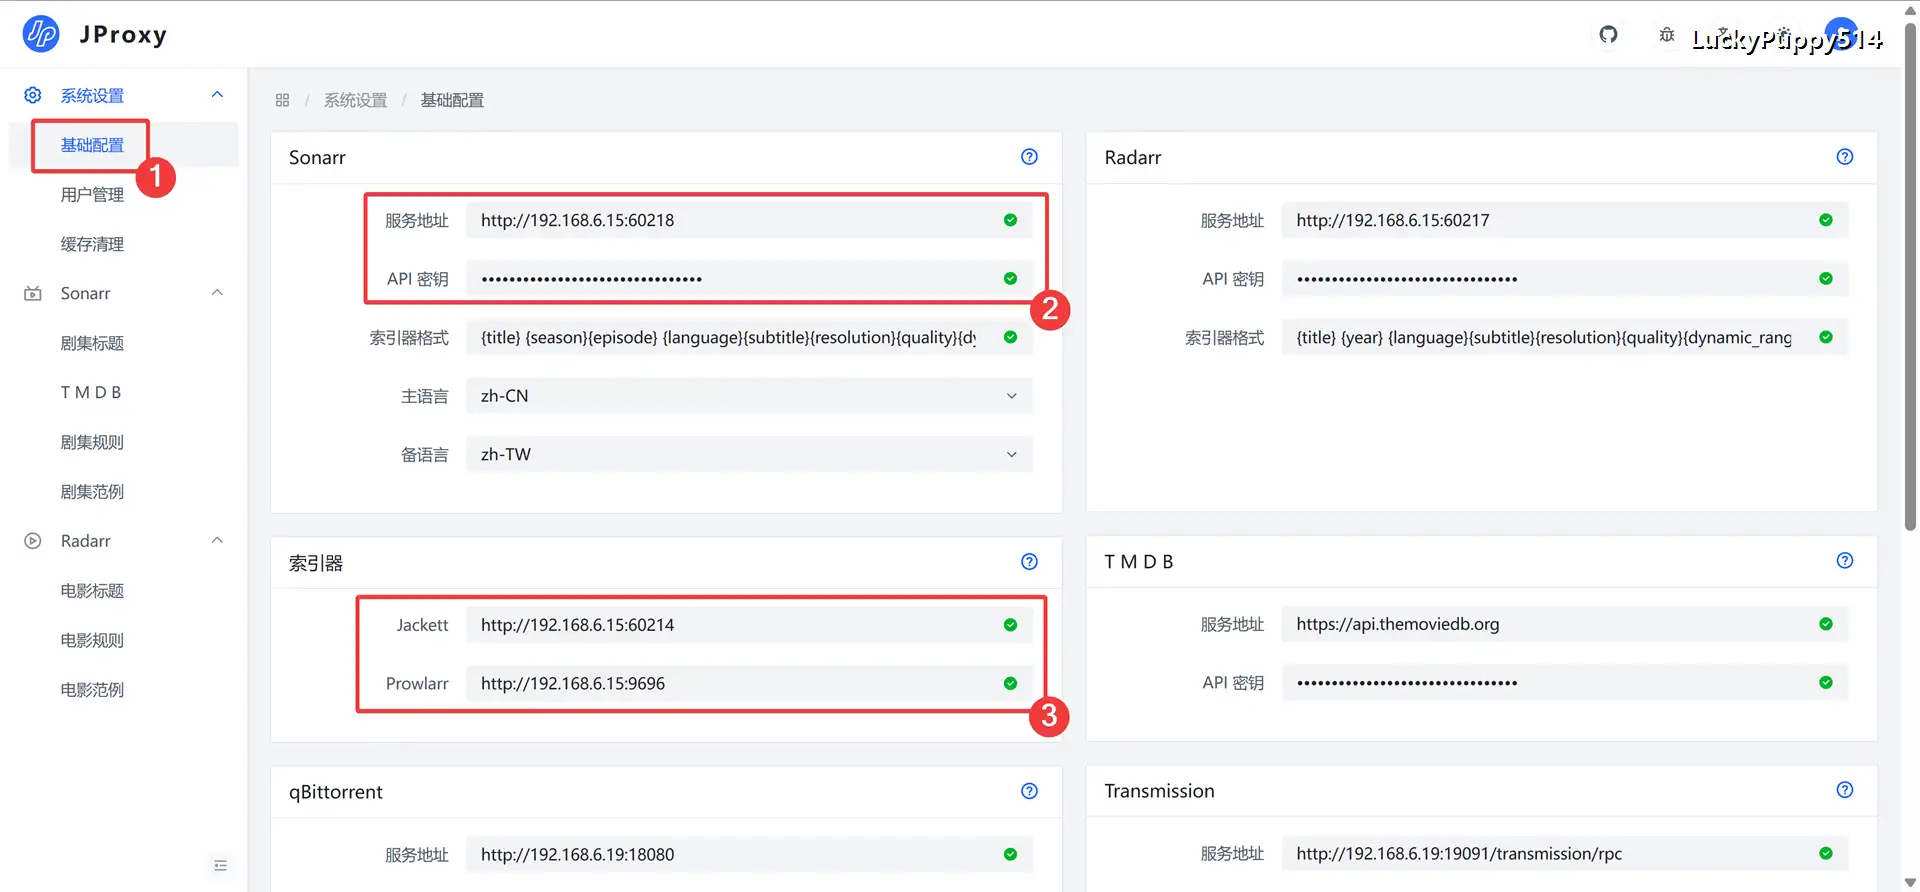 JProxy
LuckyPuppy514
系统设置
基础配置
1
用户管理
缓存清理
Sonarr
剧集标题
T M D B
剧集规则
剧集范例
Radarr
电影标题
电影规则
电影范例
/ 系统设置 / 基础配置
Sonarr
服务地址 http://192.168.6.15:60218
API 密钥 ••••••••••••••••••••••••••••••••
2
索引器格式 {title} {season}{episode} {language}{subtitle}{resolution}{quality}{dy
主语言 zh-CN
备语言 zh-TW
Radarr
服务地址 http://192.168.6.15:60217
API 密钥 ••••••••••••••••••••••••••••••••
索引器格式 {title} {year} {language}{subtitle}{resolution}{quality}{dynamic_rang
索引器
Jackett http://192.168.6.15:60214
Prowlarr http://192.168.6.15:9696
3
T M D B
服务地址 https://api.themoviedb.org
API 密钥 ••••••••••••••••••••••••••••••••
qBittorrent
服务地址 http://192.168.6.19:18080
Transmission
服务地址 http://192.168.6.19:19091/transmission/rpc